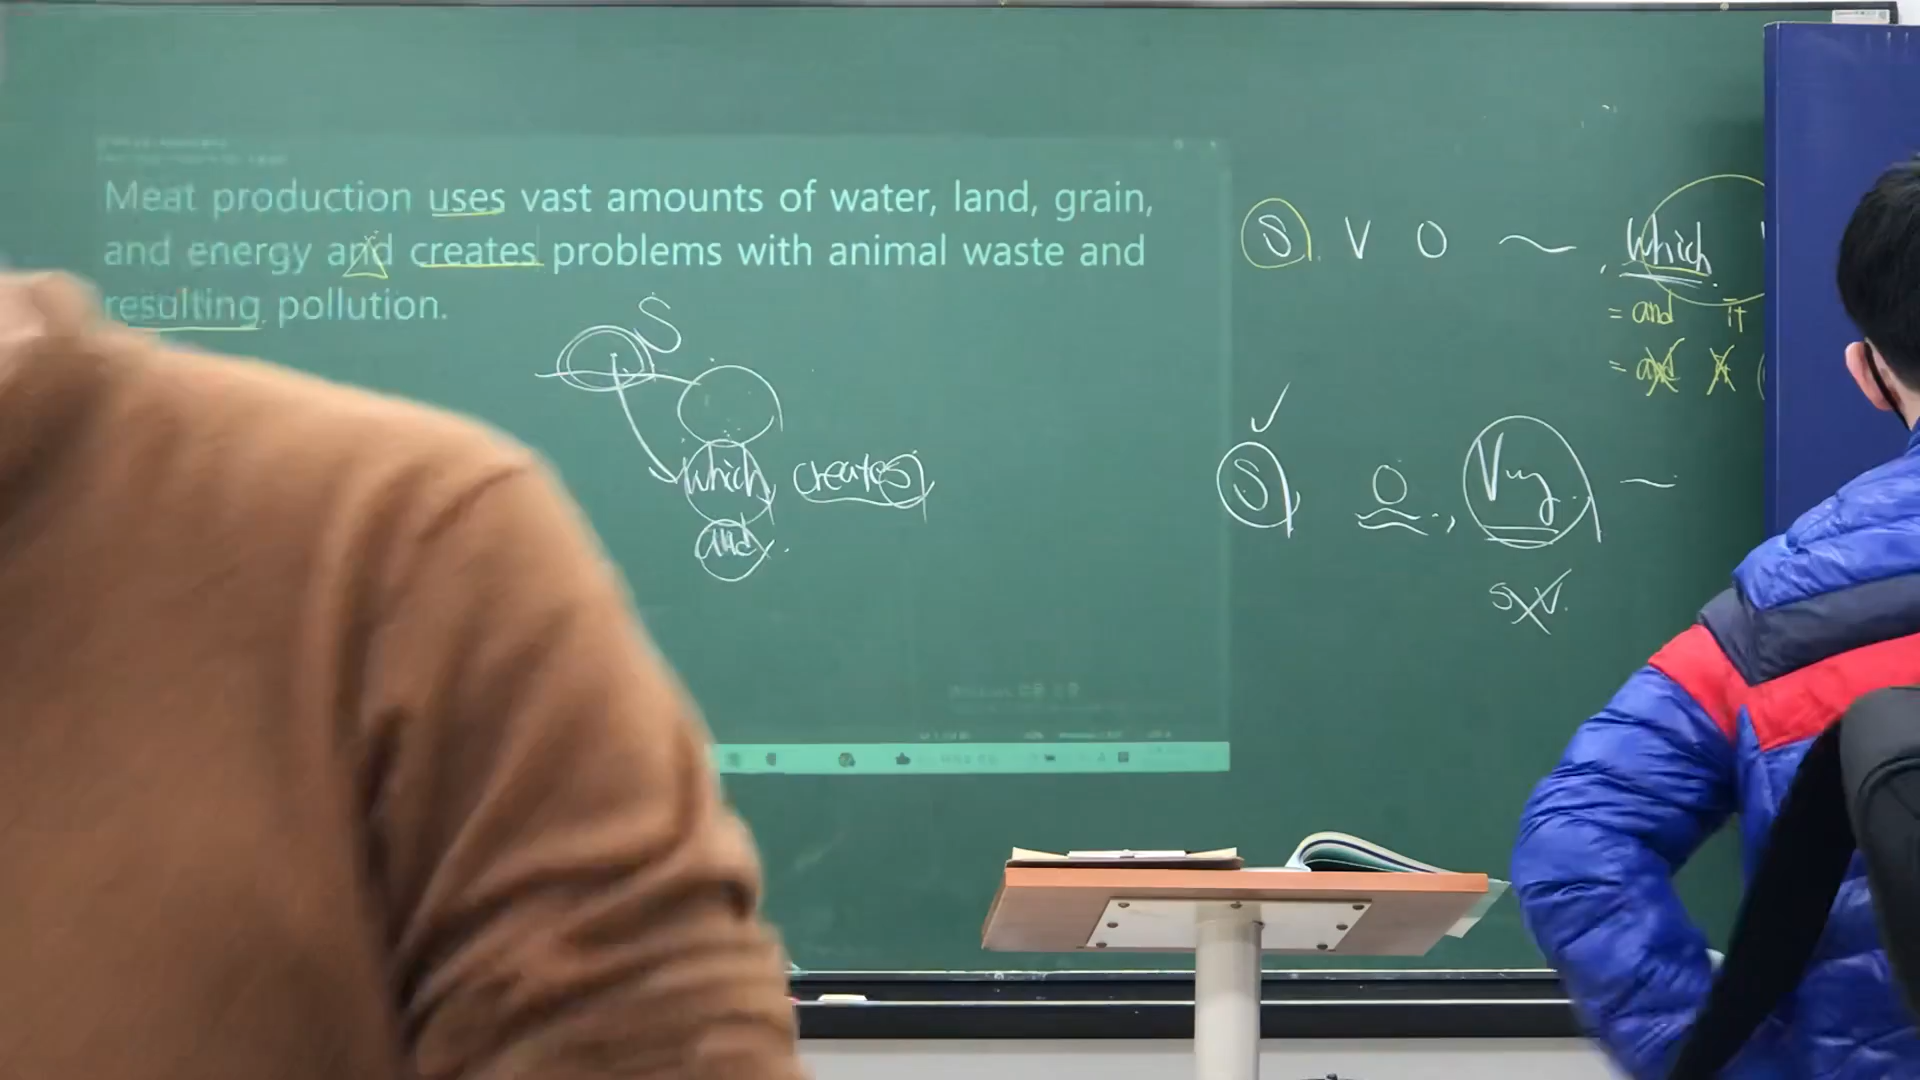 Meat production uses vast amounts of water, land, grain,
and energy and creates problems with animal waste and
resulting pollution.
S
which creates
and
S V O ~ , which
= and it
= and
S O , Ving ~
S V